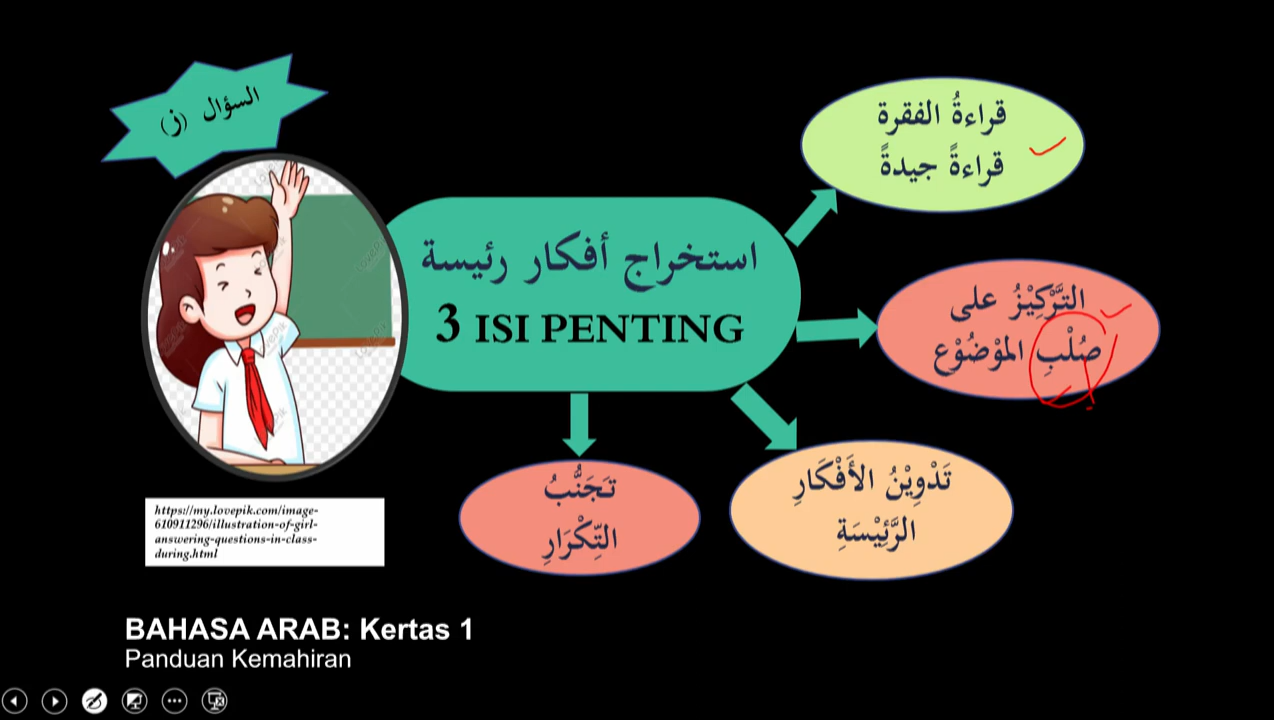 السؤال (ز)
استخراج أفكار رئيسة
3 ISI PENTING
قراءةُ الفقرة
قراءةً جيدةً
التَّرْكِيْزُ على
صُلْبِ الموْضُوْع
تَدْوِيْنُ الأَفْكَارِ
الرَّئِيْسَةِ
تَجَنُّبُ
التِّكْرَارِ
https://my.lovepik.com/image-
610911296/illustration-of-girl-
answering-questions-in-class-
during.html
BAHASA ARAB: Kertas 1
Panduan Kemahiran